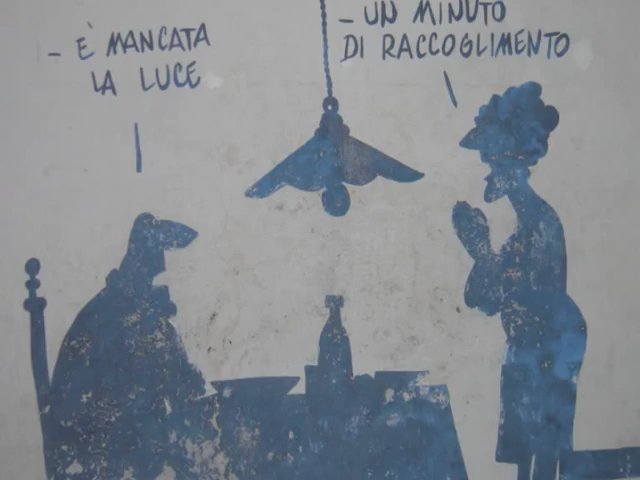 - È MANCATA
LA LUCE
- UN MINUTO
DI RACCOGLIMENTO